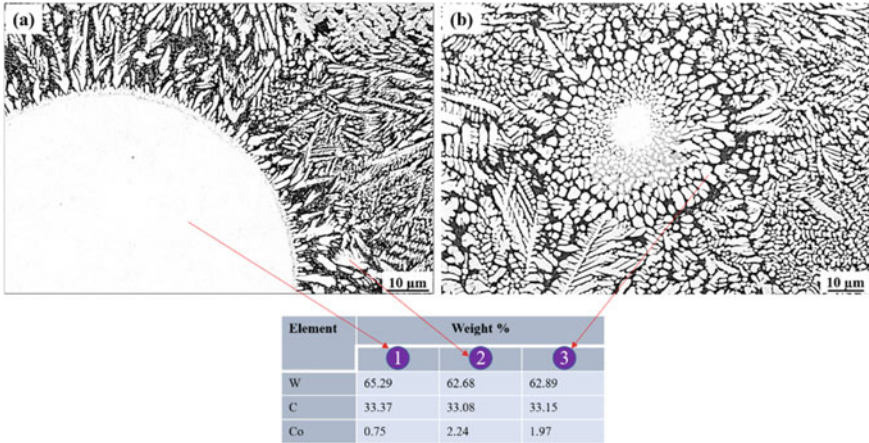 (a)
(b)
10 µm
10 µm
Element Weight %
1 2 3
W 65.29 62.68 62.89
C 33.37 33.08 33.15
Co 0.75 2.24 1.97